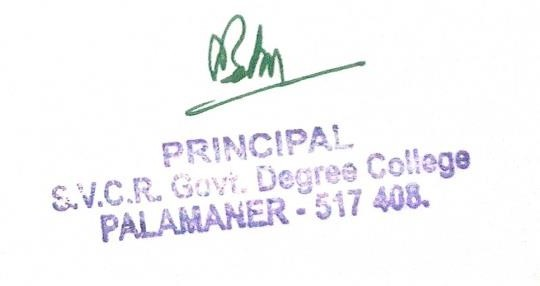 PRINCIPAL
S.V.C.R. Govt. Degree College
PALAMANER - 517 408.